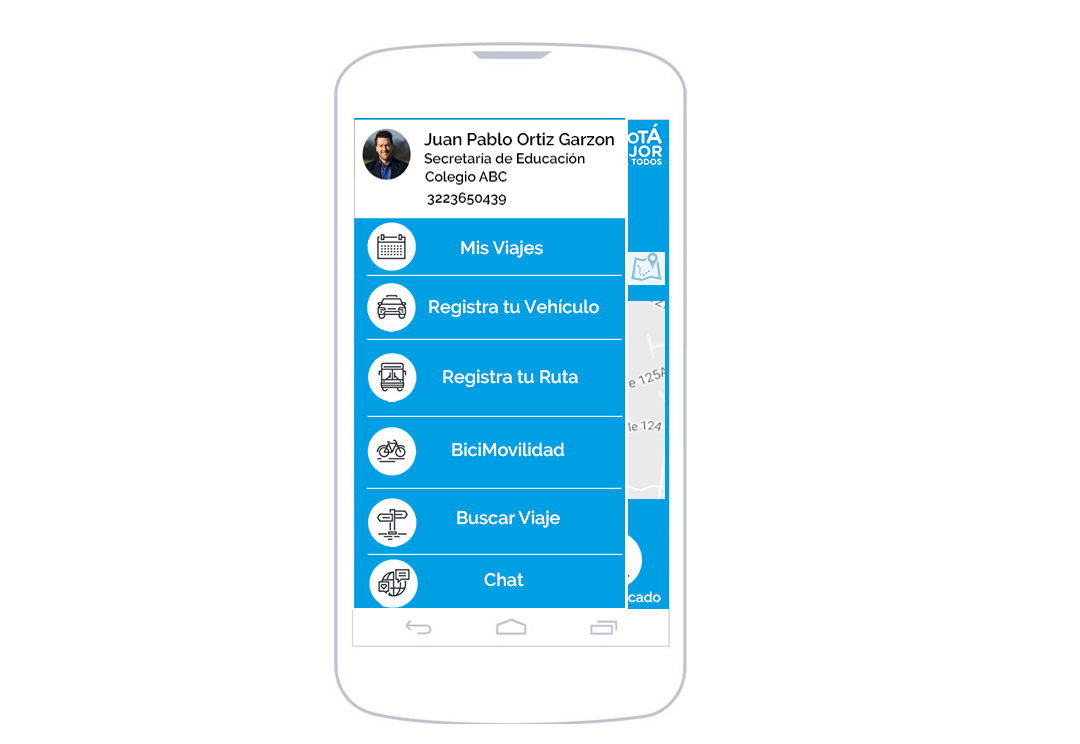 Juan Pablo Ortiz Garzon
Secretaría de Educación
Colegio ABC
3223650439
Mis Viajes
Registra tu Vehículo
Registra tu Ruta
BiciMovilidad
Buscar Viaje
Chat
OTÁ
JOR
TODOS
e 125A
le 124
cado